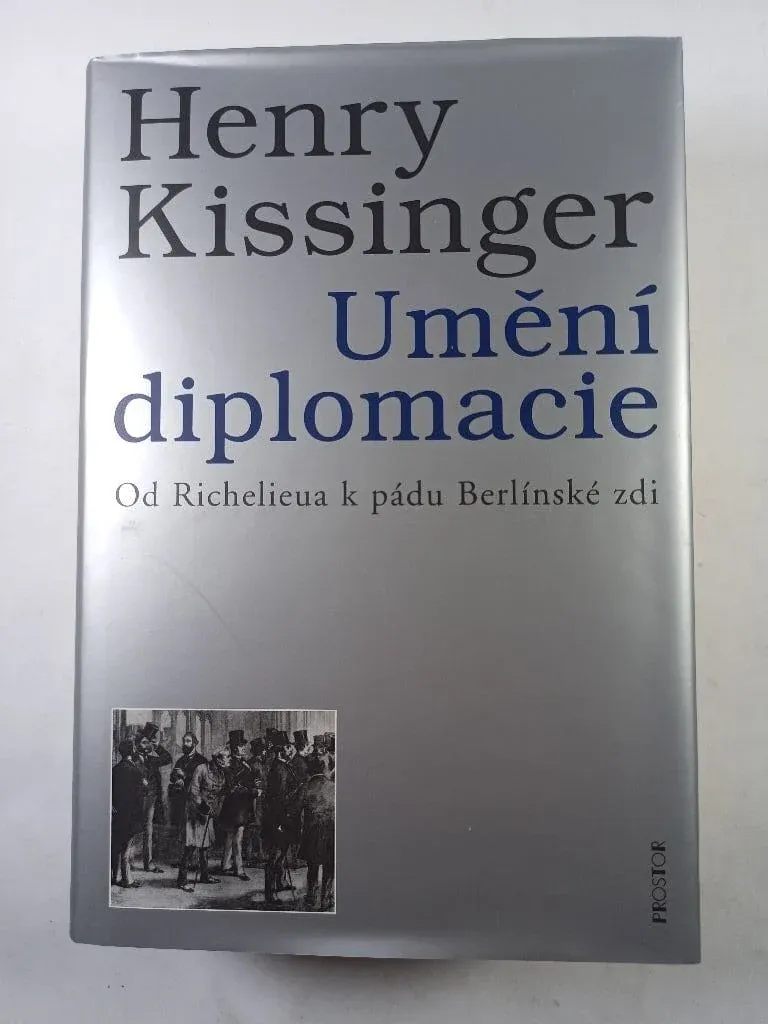 Henry
Kissinger
Umění
diplomacie
Od Richelieua k pádu Berlínské zdi
PROSTOR